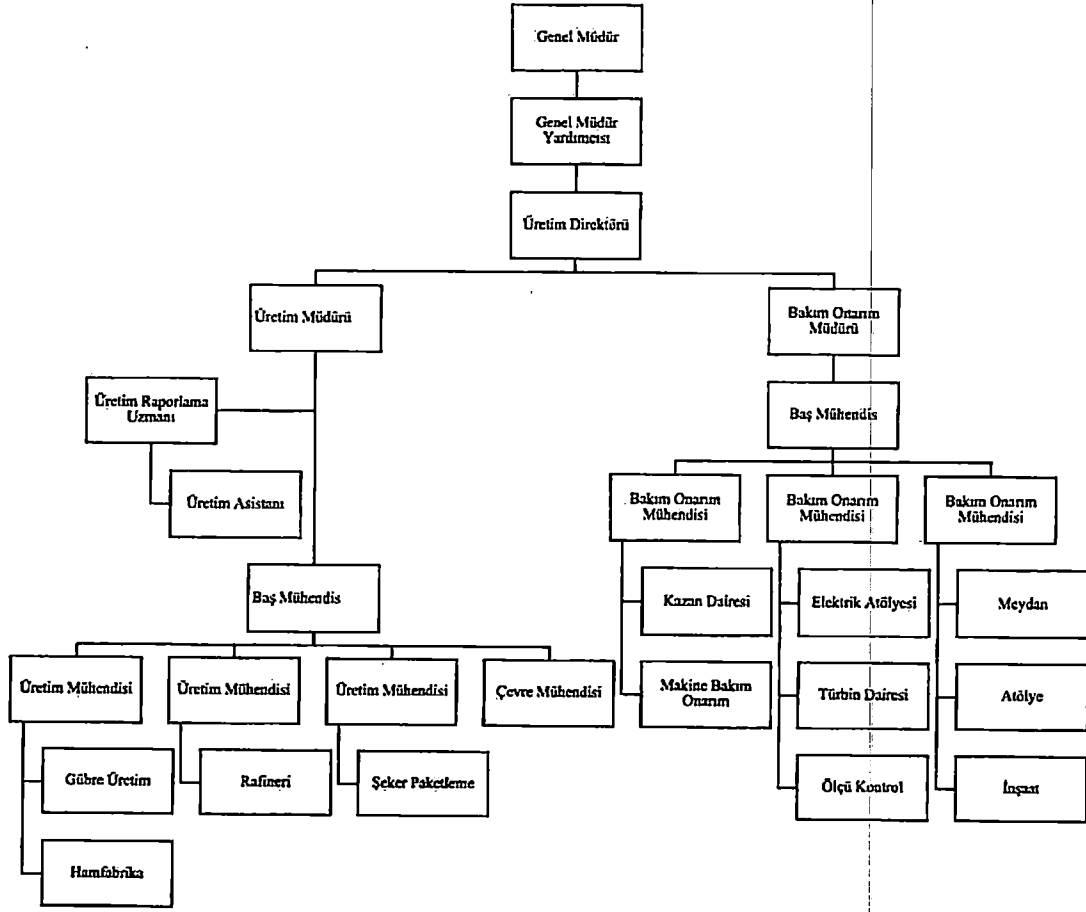 Genel Müdür
Genel Müdür
Yardımcısı
Üretim Direktörü
Üretim Müdürü
Bakım Onarım
Müdürü
Üretim Raporlama
Uzmanı
Üretim Asistanı
Baş Mühendis
Baş Mühendis
Bakım Onarım
Mühendisi
Bakım Onarım
Mühendisi
Bakım Onarım
Mühendisi
Kazan Dairesi
Elektrik Atölyesi
Meydan
Makine Bakım
Onarım
Türbin Dairesi
Atölye
Ölçü Kontrol
İnşaat
Üretim Mühendisi
Üretim Mühendisi
Üretim Mühendisi
Çevre Mühendisi
Gübre Üretim
Rafineri
Şeker Paketleme
Hamfabrika